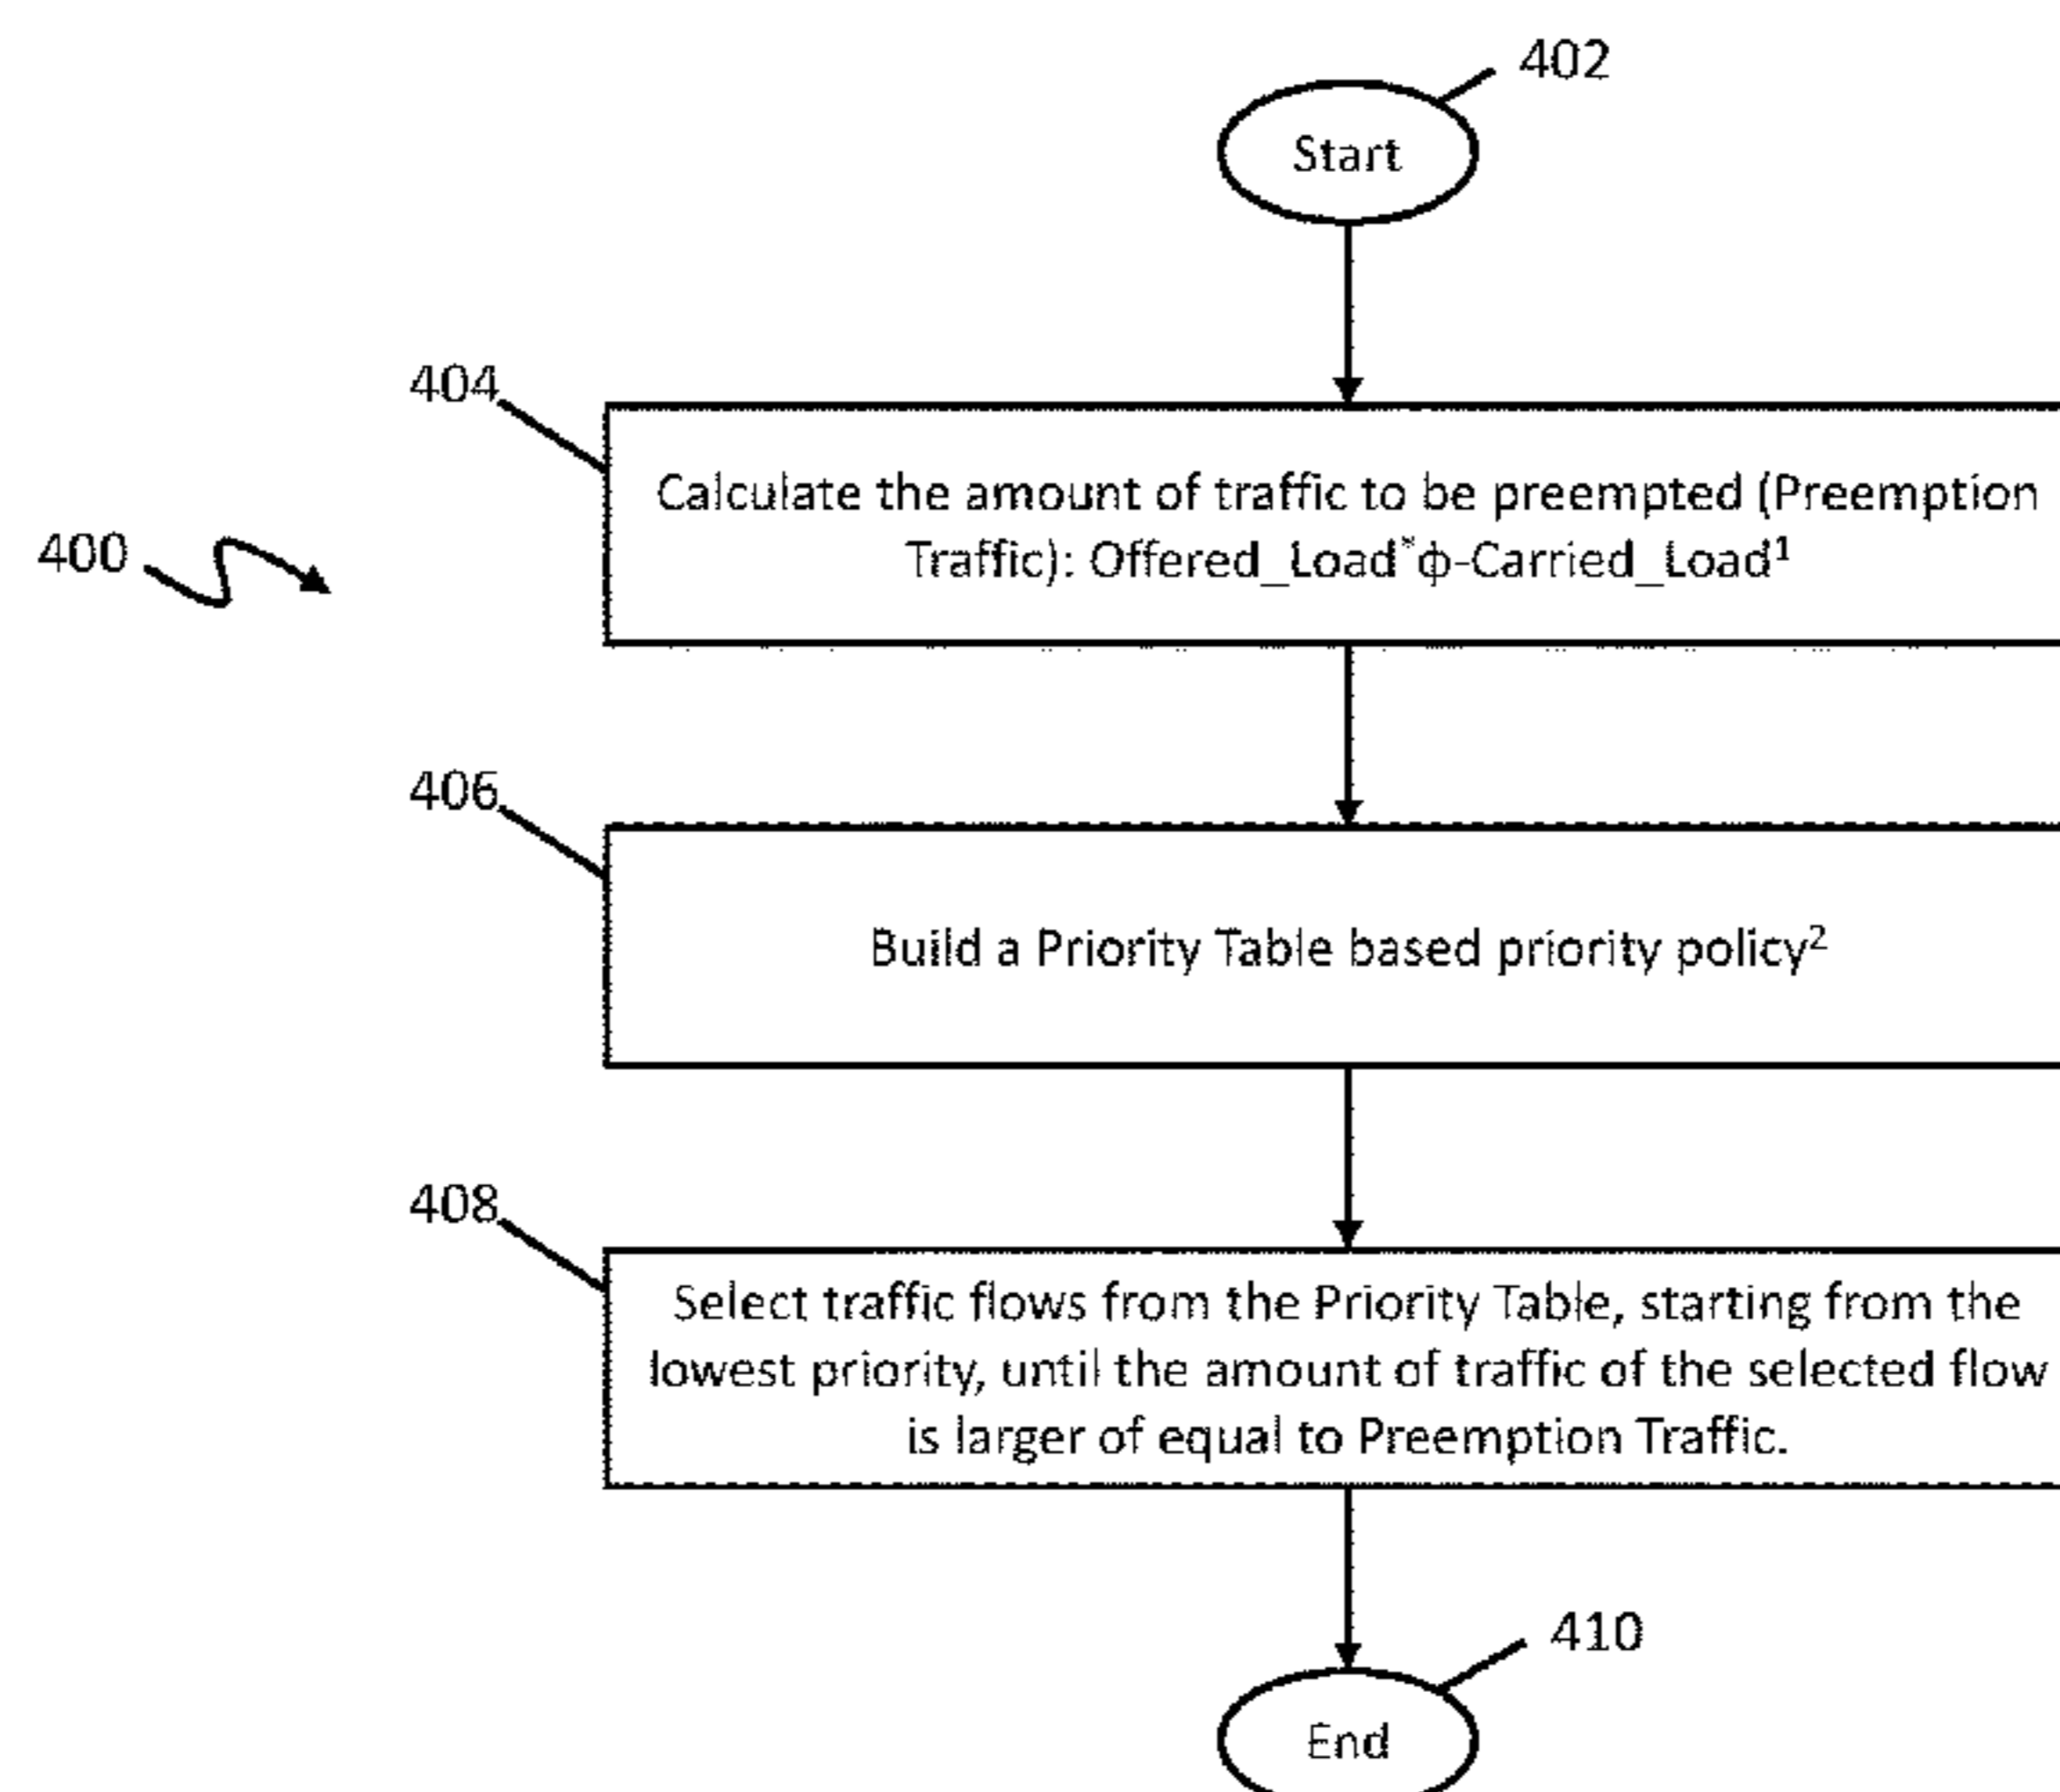 402
Start
404
Calculate the amount of traffic to be preempted (Preemption
Traffic): Offered_Load*ϕ-Carried_Load¹
400
406
Build a Priority Table based priority policy²
408
Select traffic flows from the Priority Table, starting from the
lowest priority, until the amount of traffic of the selected flow
is larger of equal to Preemption Traffic.
410
End